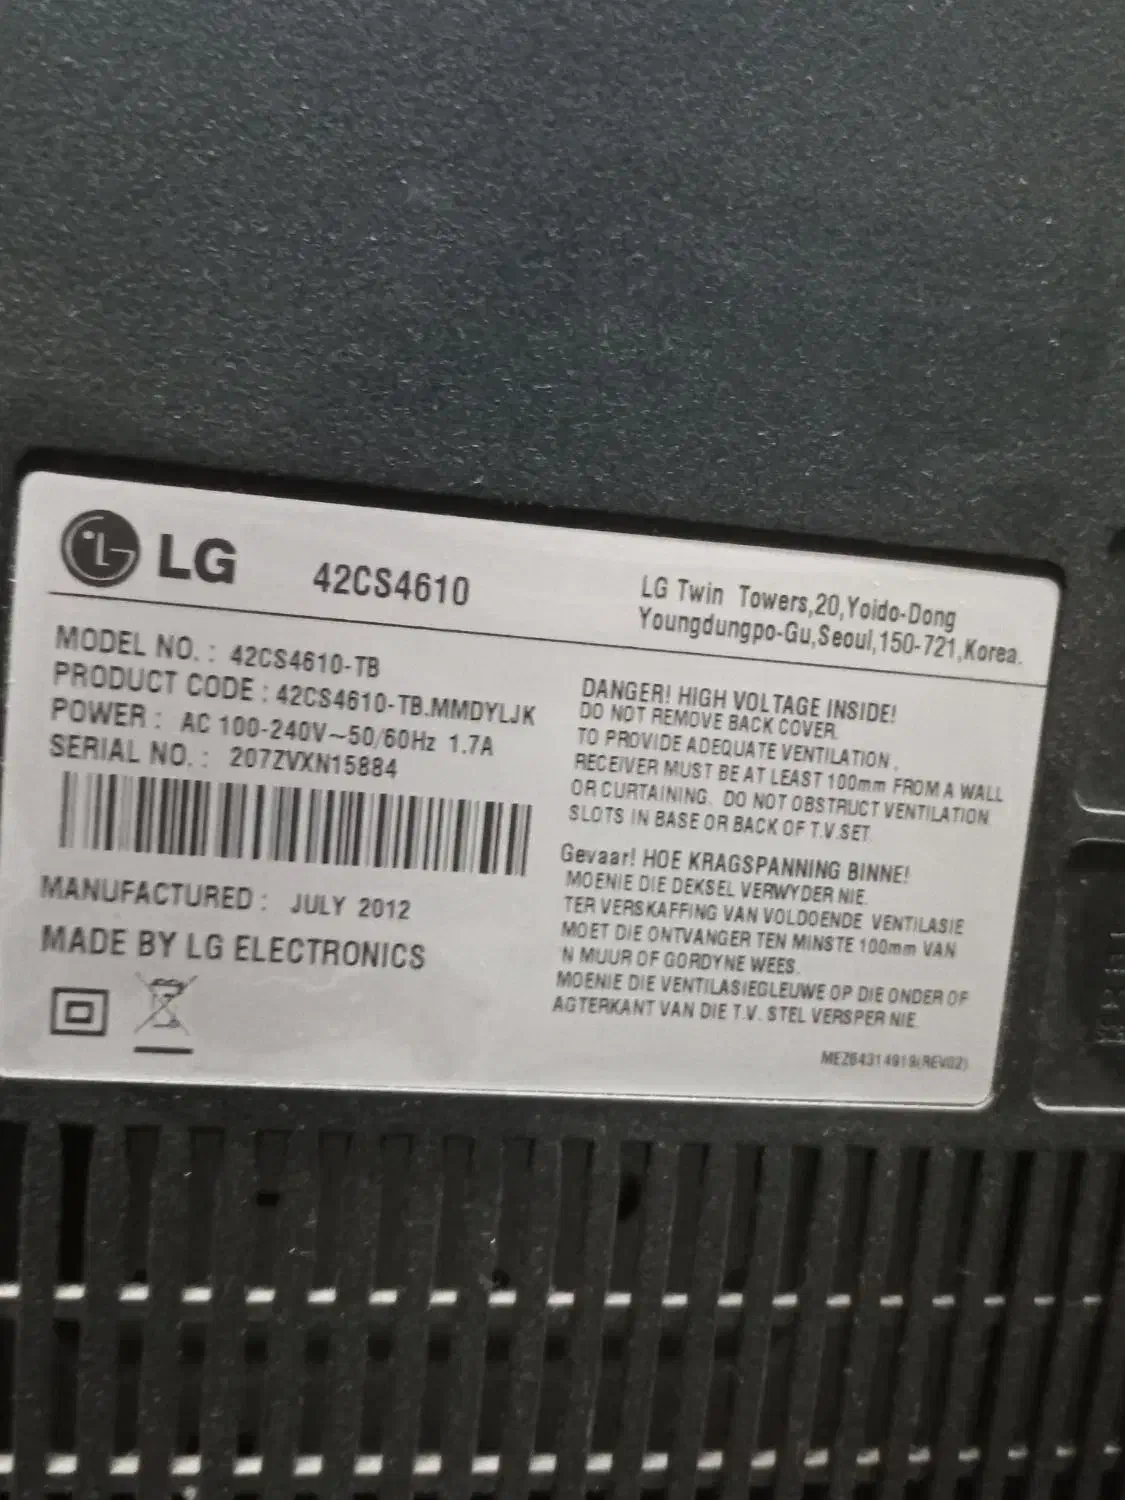 LG 42CS4610
LG Twin Towers,20,Yoido-Dong
Youngdungpo-Gu,Seoul,150-721,Korea.
MODEL NO. : 42CS4610-TB
PRODUCT CODE : 42CS4610-TB.MMDYLJK
POWER : AC 100-240V~50/60Hz 1.7A
SERIAL NO. : 207ZVXN15884
MANUFACTURED : JULY 2012
MADE BY LG ELECTRONICS
DANGER! HIGH VOLTAGE INSIDE!
DO NOT REMOVE BACK COVER.
TO PROVIDE ADEQUATE VENTILATION ,
RECEIVER MUST BE AT LEAST 100mm FROM A WALL
OR CURTAINING. DO NOT OBSTRUCT VENTILATION
SLOTS IN BASE OR BACK OF T.V.SET.
Gevaar! HOE KRAGSPANNING BINNE!
MOENIE DIE DEKSEL VERWYDER NIE.
TER VERSKAFFING VAN VOLDOENDE VENTILASIE
MOET DIE ONTVANGER TEN MINSTE 100mm VAN
'N MUUR OF GORDYNE WEES.
MOENIE DIE VENTILASIEGLEUWE OP DIE ONDER OF
AGTERKANT VAN DIE T.V. STEL VERSPER NIE.
MEZ64314919(REV02)